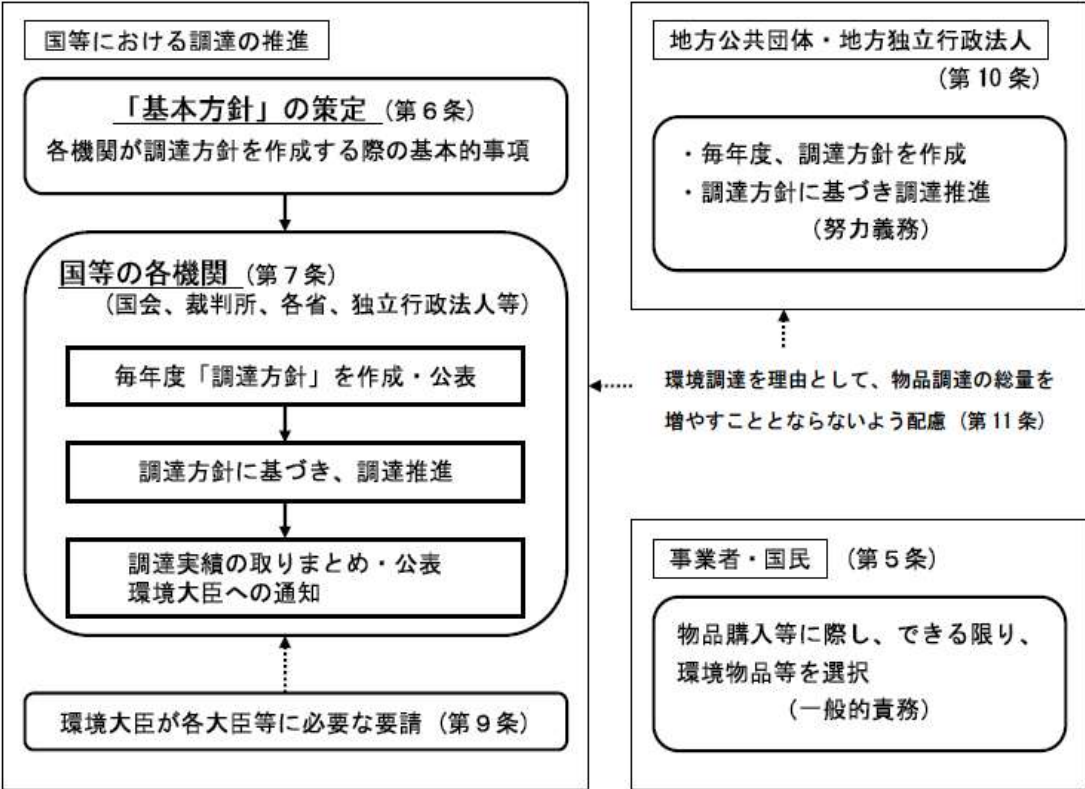 国等における調達の推進
「基本方針」の策定（第６条）
各機関が調達方針を作成する際の基本的事項
国等の各機関（第７条）
（国会、裁判所、各省、独立行政法人等）
毎年度「調達方針」を作成・公表
調達方針に基づき、調達推進
調達実績の取りまとめ・公表
環境大臣への通知
環境大臣が各大臣等に必要な要請（第９条）
地方公共団体・地方独立行政法人
（第 10 条）
・毎年度、調達方針を作成
・調達方針に基づき調達推進
（努力義務）
環境調達を理由として、物品調達の総量を
増やすこととならないよう配慮（第 11 条）
事業者・国民（第５条）
物品購入等に際し、できる限り、
環境物品等を選択
（一般的責務）